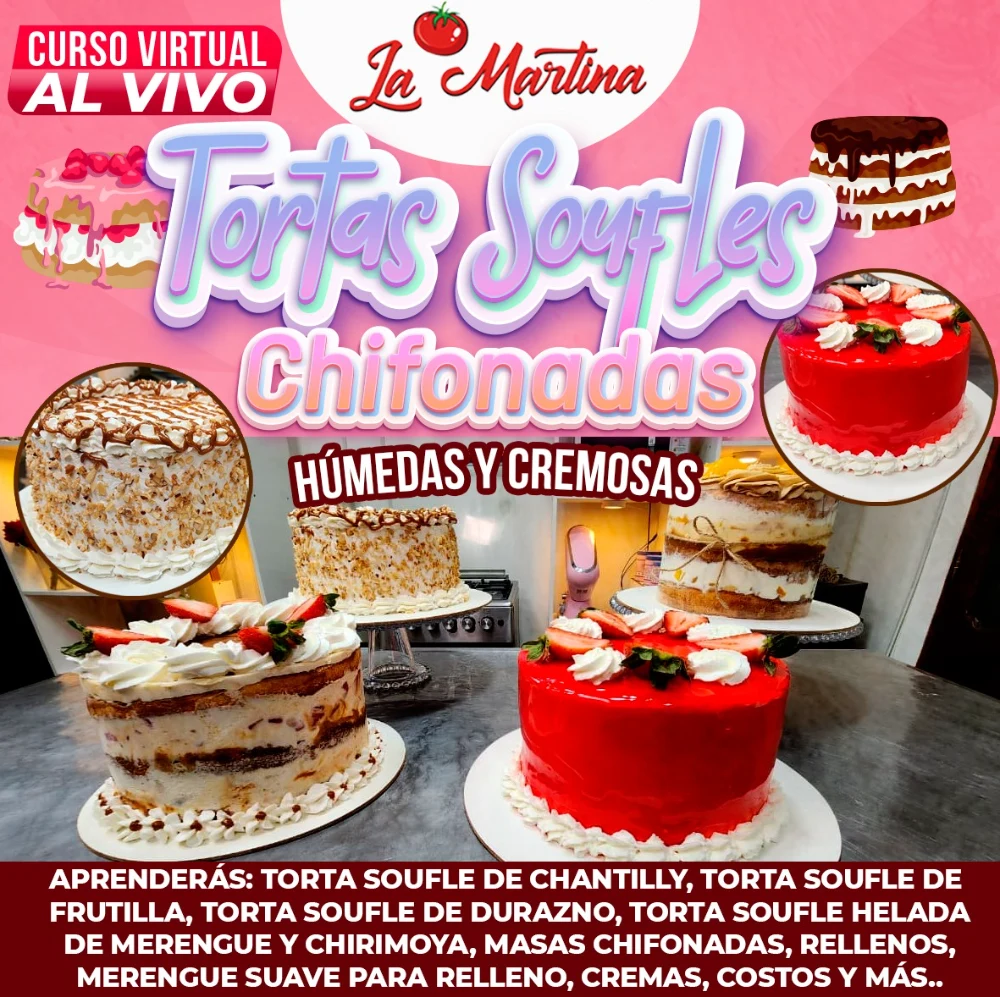 CURSO VIRTUAL
AL VIVO
La Martina
Tortas Soufles
Chifonadas
HÚMEDAS Y CREMOSAS
APRENDERÁS: TORTA SOUFLE DE CHANTILLY, TORTA SOUFLE DE
FRUTILLA, TORTA SOUFLE DE DURAZNO, TORTA SOUFLE HELADA
DE MERENGUE Y CHIRIMOYA, MASAS CHIFONADAS, RELLENOS,
MERENGUE SUAVE PARA RELLENO, CREMAS, COSTOS Y MÁS..